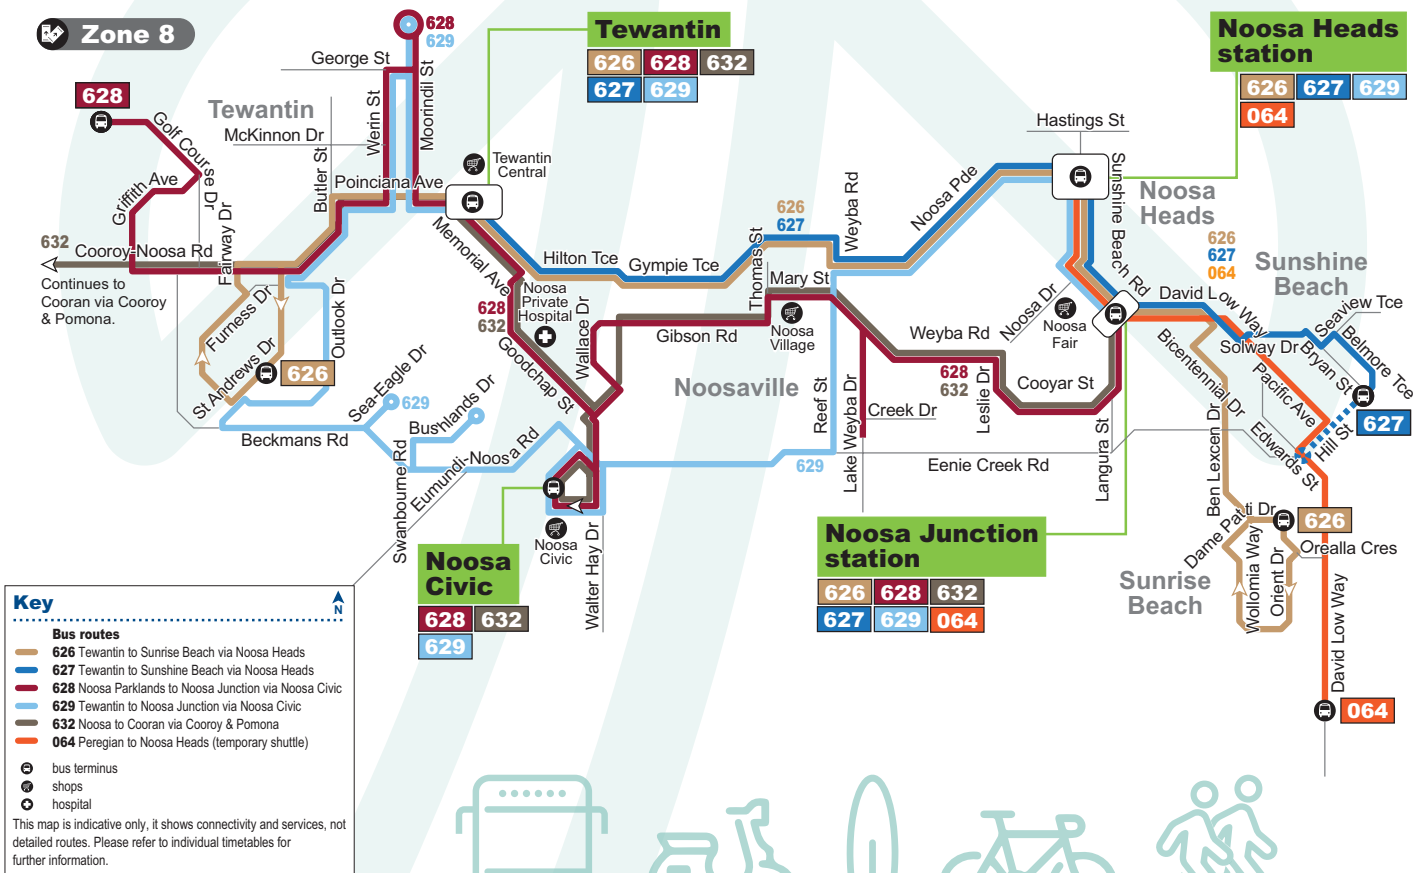 Zone 8
628
629
Tewantin
626 628 632
627 629
Noosa Heads
station
626 627 629
064
George St
628
Tewantin
McKinnon Dr
Golf Course Dr
Griffith Ave
Werin St
Moorindil St
Butler St
Poinciana Ave
Tewantin
Central
Hastings St
Noosa
Heads
Sunshine Beach Rd
Noosa Pde
Weyba Rd
626
627
Thomas St
Fairway Dr
632
Cooroy-Noosa Rd
Continues to
Cooran via Cooroy
& Pomona.
Memorial Ave
Hilton Tce
Gympie Tce
Mary St
Noosa
Private
Hospital
628
632
Wallace Dr
Goodchap St
Gibson Rd
Noosa
Village
Weyba Rd
628
632
Noosa Dr
Noosa
Fair
626
627
064
Sunshine
Beach
David Low Way
Seaview Tce
Belmore Tce
Solway Dr
Bryan St
Bicentennial Dr
Pacific Ave
Hill St
627
Edwards St
Furness Dr
Outlook Dr
St Andrews Dr
626
Sea-Eagle Dr
629
Bushlands Dr
Beckmans Rd
Swanbourne Rd
Eumundi-Noosa Rd
Noosaville
Reef St
Lake Weyba Dr
Creek Dr
Leslie Dr
Cooyar St
Langura St
629
Eenie Creek Rd
Ben Lexcen Dr
Dame Patti Dr
626
Orealla Cres
Wollomia Way
Orient Dr
Sunrise
Beach
David Low Way
064
Noosa
Civic
Walter Hay Dr
Noosa
Civic
628 632
629
Noosa Junction
station
626 628 632
627 629 064
Key
N
Bus routes
626 Tewantin to Sunrise Beach via Noosa Heads
627 Tewantin to Sunshine Beach via Noosa Heads
628 Noosa Parklands to Noosa Junction via Noosa Civic
629 Tewantin to Noosa Junction via Noosa Civic
632 Noosa to Cooran via Cooroy & Pomona
064 Peregian to Noosa Heads (temporary shuttle)
bus terminus
shops
hospital
This map is indicative only, it shows connectivity and services, not
detailed routes. Please refer to individual timetables for
further information.